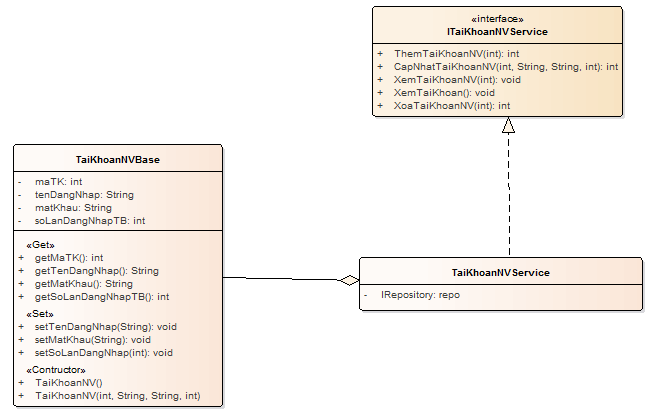 «interface»
ITaiKhoanNVService
+ ThemTaiKhoanNV(int): int
+ CapNhatTaiKhoanNV(int, String, String, int): int
+ XemTaiKhoanNV(int): void
+ XemTaiKhoan(): void
+ XoaTaiKhoanNV(int): int
TaiKhoanNVBase
- maTK: int
- tenDangNhap: String
- matKhau: String
- soLanDangNhapTB: int
«Get»
+ getMaTK(): int
+ getTenDangNhap(): String
+ getMatKhau(): String
+ getSoLanDangNhapTB(): int
«Set»
+ setTenDangNhap(String): void
+ setMatKhau(String): void
+ setSoLanDangNhap(int): void
«Contructor»
+ TaiKhoanNV()
+ TaiKhoanNV(int, String, String, int)
TaiKhoanNVService
- IRepository: repo